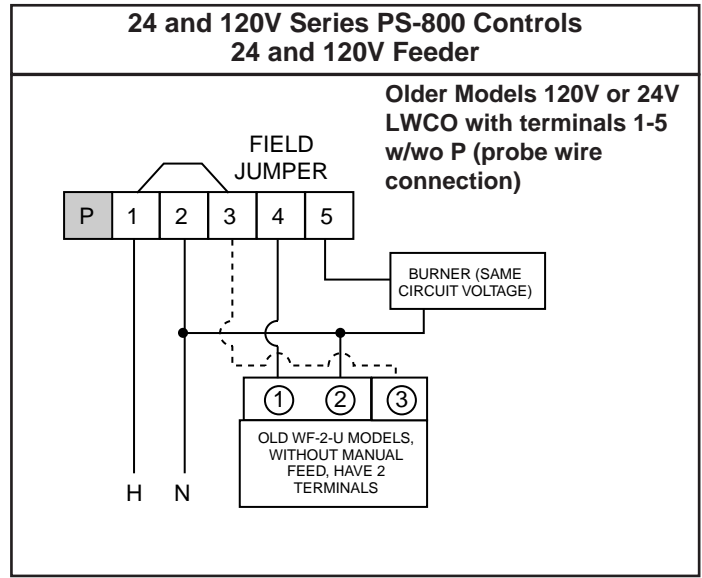 24 and 120V Series PS-800 Controls
24 and 120V Feeder
Older Models 120V or 24V
LWCO with terminals 1-5
w/wo P (probe wire
connection)
FIELD
JUMPER
P 1 2 3 4 5
BURNER (SAME
CIRCUIT VOLTAGE)
1 2 3
OLD WF-2-U MODELS,
WITHOUT MANUAL
FEED, HAVE 2
TERMINALS
H N